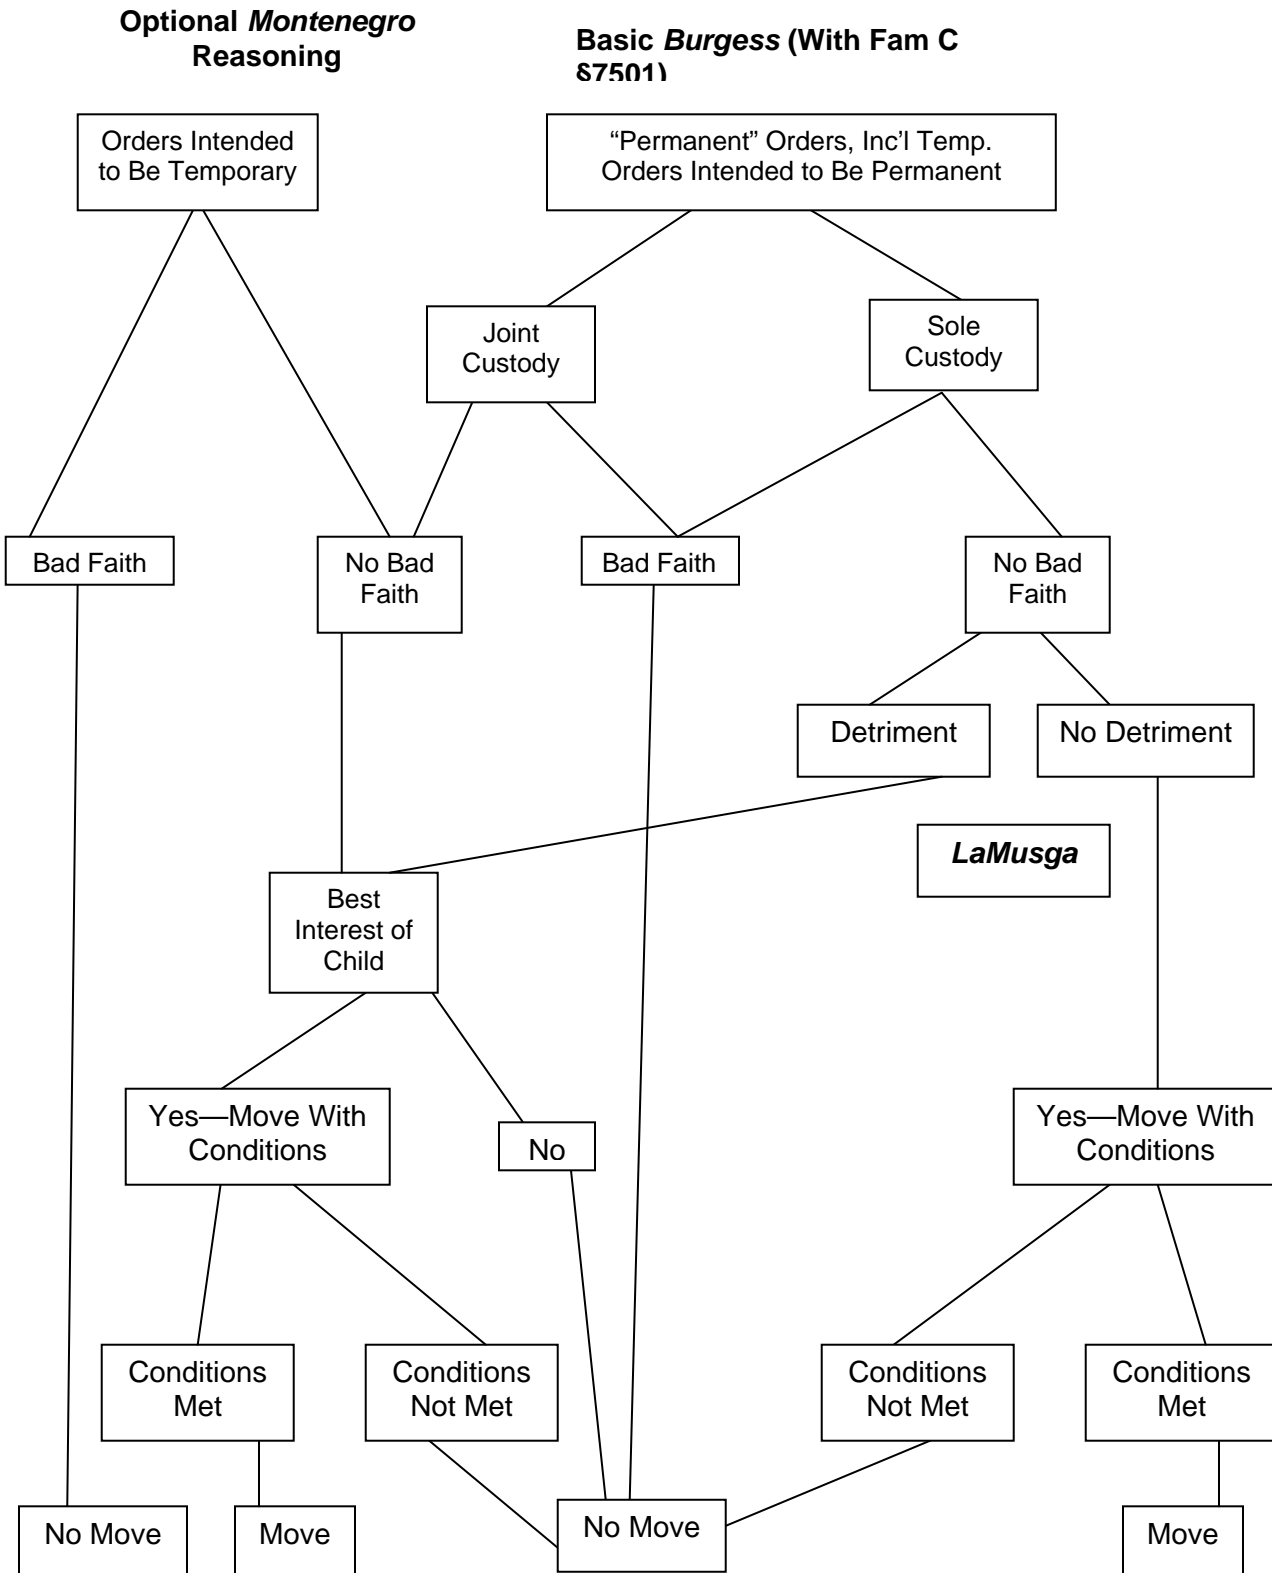 Optional Montenegro
Reasoning
Basic Burgess (With Fam C
§7501)
Orders Intended
to Be Temporary
“Permanent” Orders, Inc’l Temp.
Orders Intended to Be Permanent
Joint
Custody
Sole
Custody
Bad Faith
No Bad
Faith
Bad Faith
No Bad
Faith
Detriment
No Detriment
LaMusga
Best
Interest of
Child
Yes—Move With
Conditions
No
Yes—Move With
Conditions
Conditions
Met
Conditions
Not Met
Conditions
Not Met
Conditions
Met
No Move
Move
No Move
Move